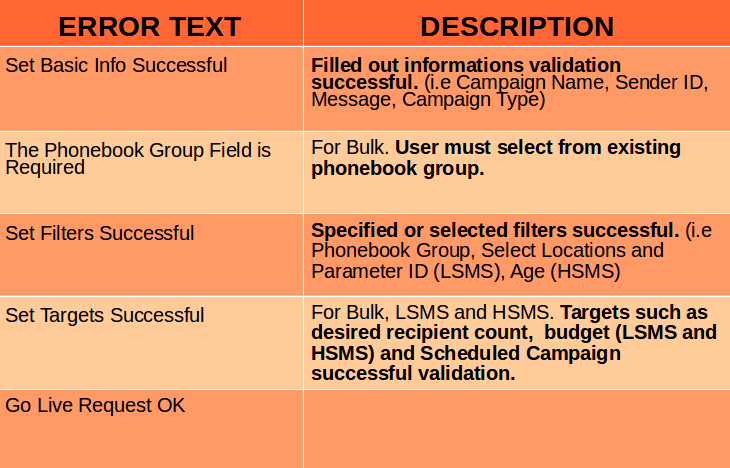 ERROR TEXT
DESCRIPTION
Set Basic Info Successful
Filled out informations validation
successful. (i.e Campaign Name, Sender ID,
Message, Campaign Type)
The Phonebook Group Field is
Required
For Bulk. User must select from existing
phonebook group.
Set Filters Successful
Specified or selected filters successful. (i.e
Phonebook Group, Select Locations and
Parameter ID (LSMS), Age (HSMS)
Set Targets Successful
For Bulk, LSMS and HSMS. Targets such as
desired recipient count,  budget (LSMS and
HSMS) and Scheduled Campaign
successful validation.
Go Live Request OK